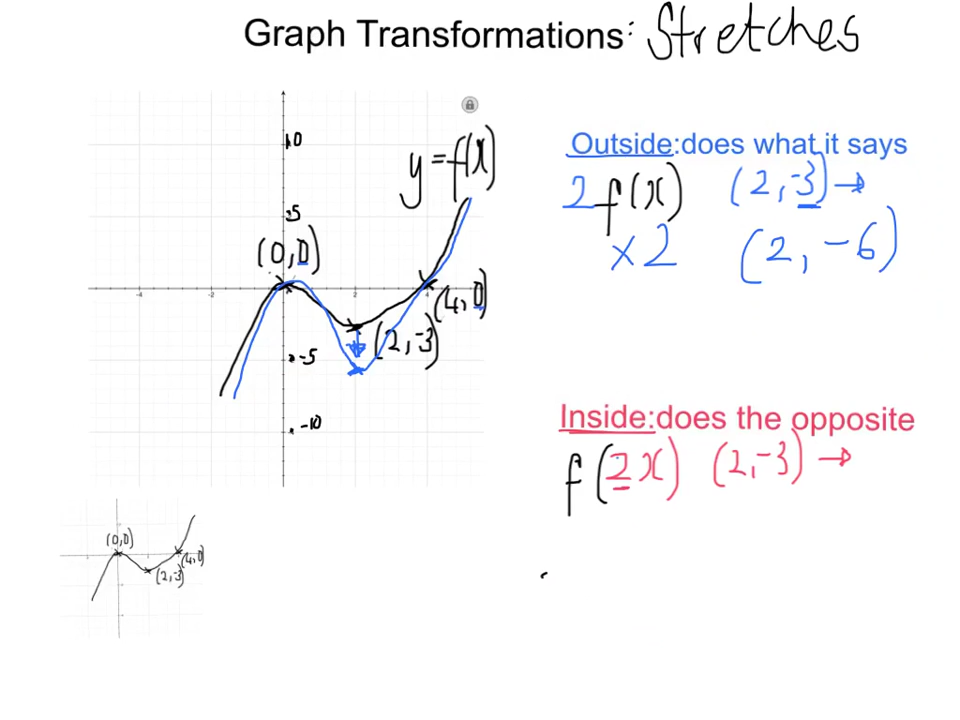 Graph Transformations: Stretches
Outside:does what it says
2f(x) (2,-3)→
×2 (2,-6)
Inside:does the opposite
f(2x) (2,-3)→
10
y=f(x)
5
(0,0)
-4 -2 2 4
(4,0)
(2,-3)
-5
-10
(0,0)
(4,0)
(2,-3)